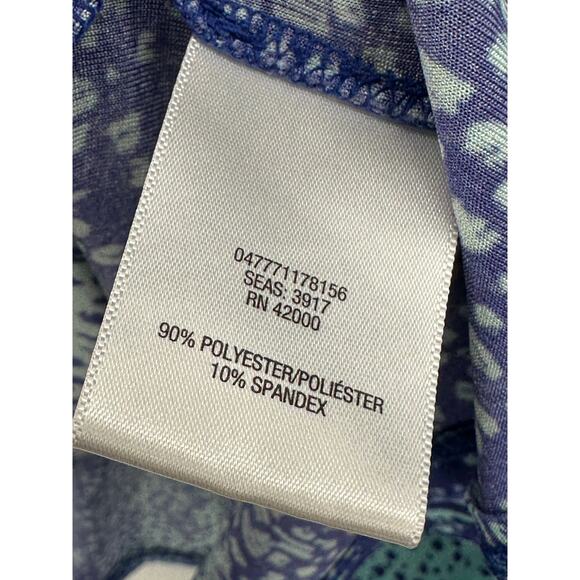 047771178156
SEAS: 3917
RN 42000
90% POLYESTER/POLIÉSTER
10% SPANDEX